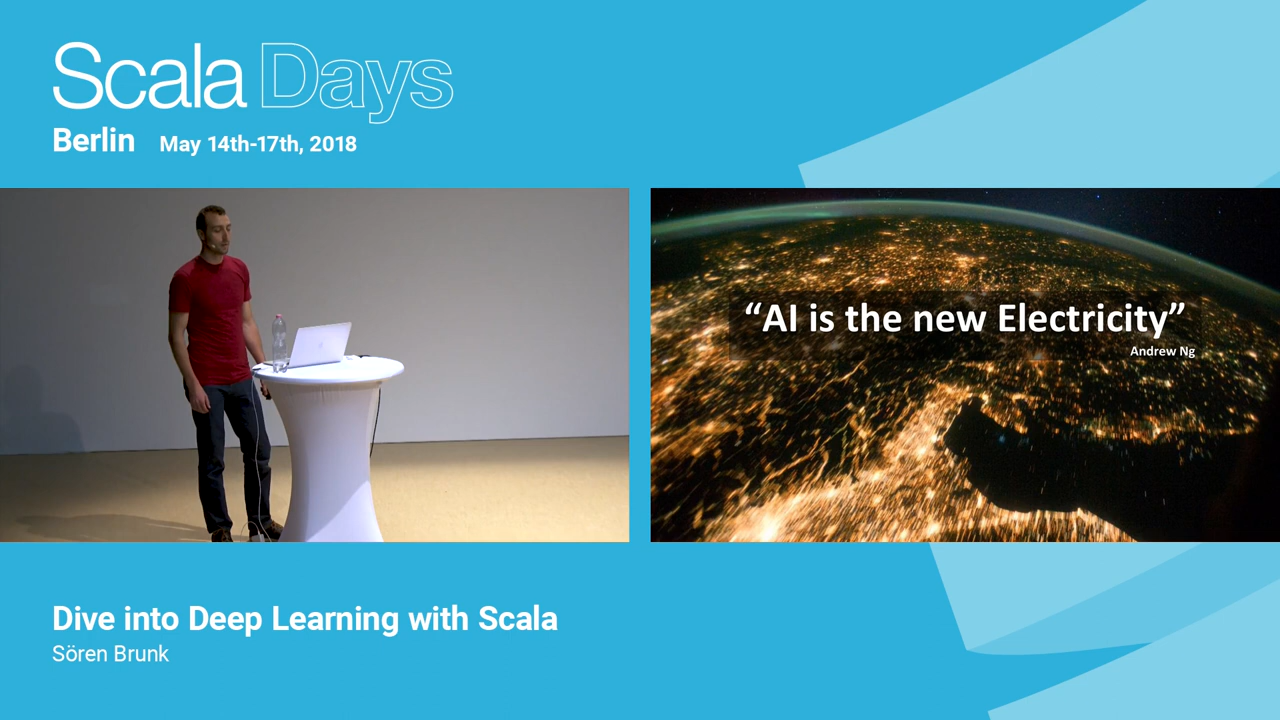 Scala Days
Berlin May 14th-17th, 2018
“AI is the new Electricity”
Andrew Ng
Dive into Deep Learning with Scala
Sören Brunk